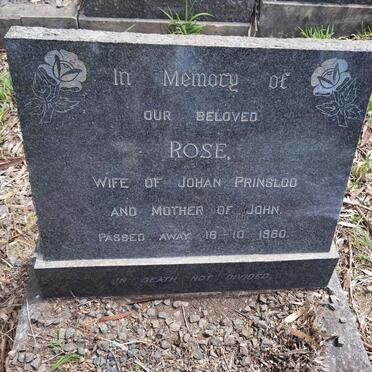 In Memory of
OUR BELOVED
ROSE,
WIFE OF JOHAN PRINSLOO
AND MOTHER OF JOHN.
PASSED AWAY 16-10-1960.
IN DEATH NOT DIVIDED.